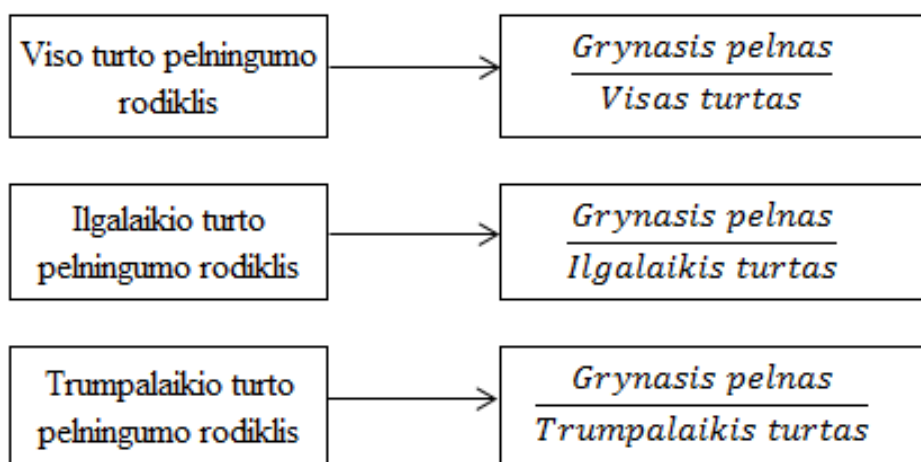 Viso turto pelningumo
rodiklis
Grynasis pelnas
Visas turtas
Ilgalaikio turto
pelningumo rodiklis
Grynasis pelnas
Ilgalaikis turtas
Trumpalaikio turto
pelningumo rodiklis
Grynasis pelnas
Trumpalaikis turtas